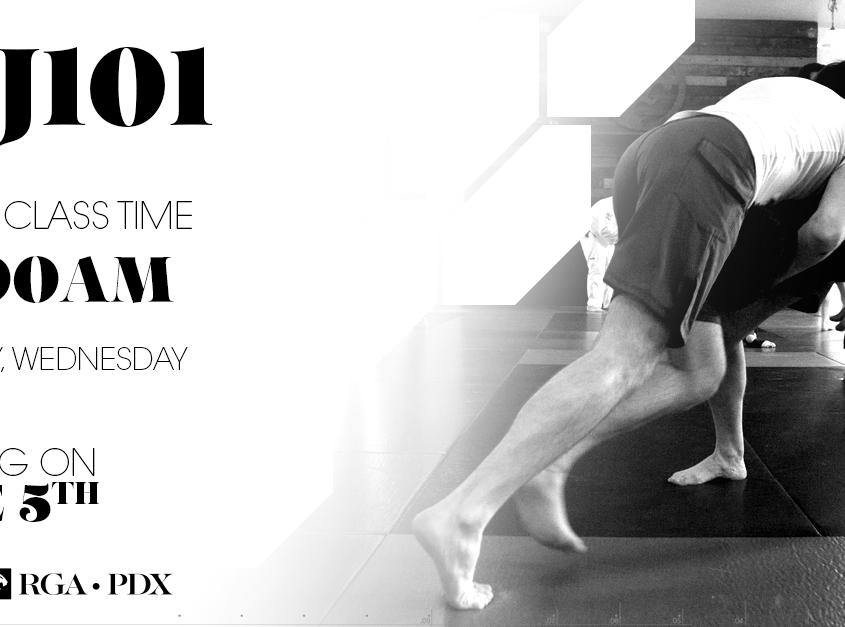 J101
CLASS TIME
00AM
, WEDNESDAY
G ON
5TH
RGA • PDX